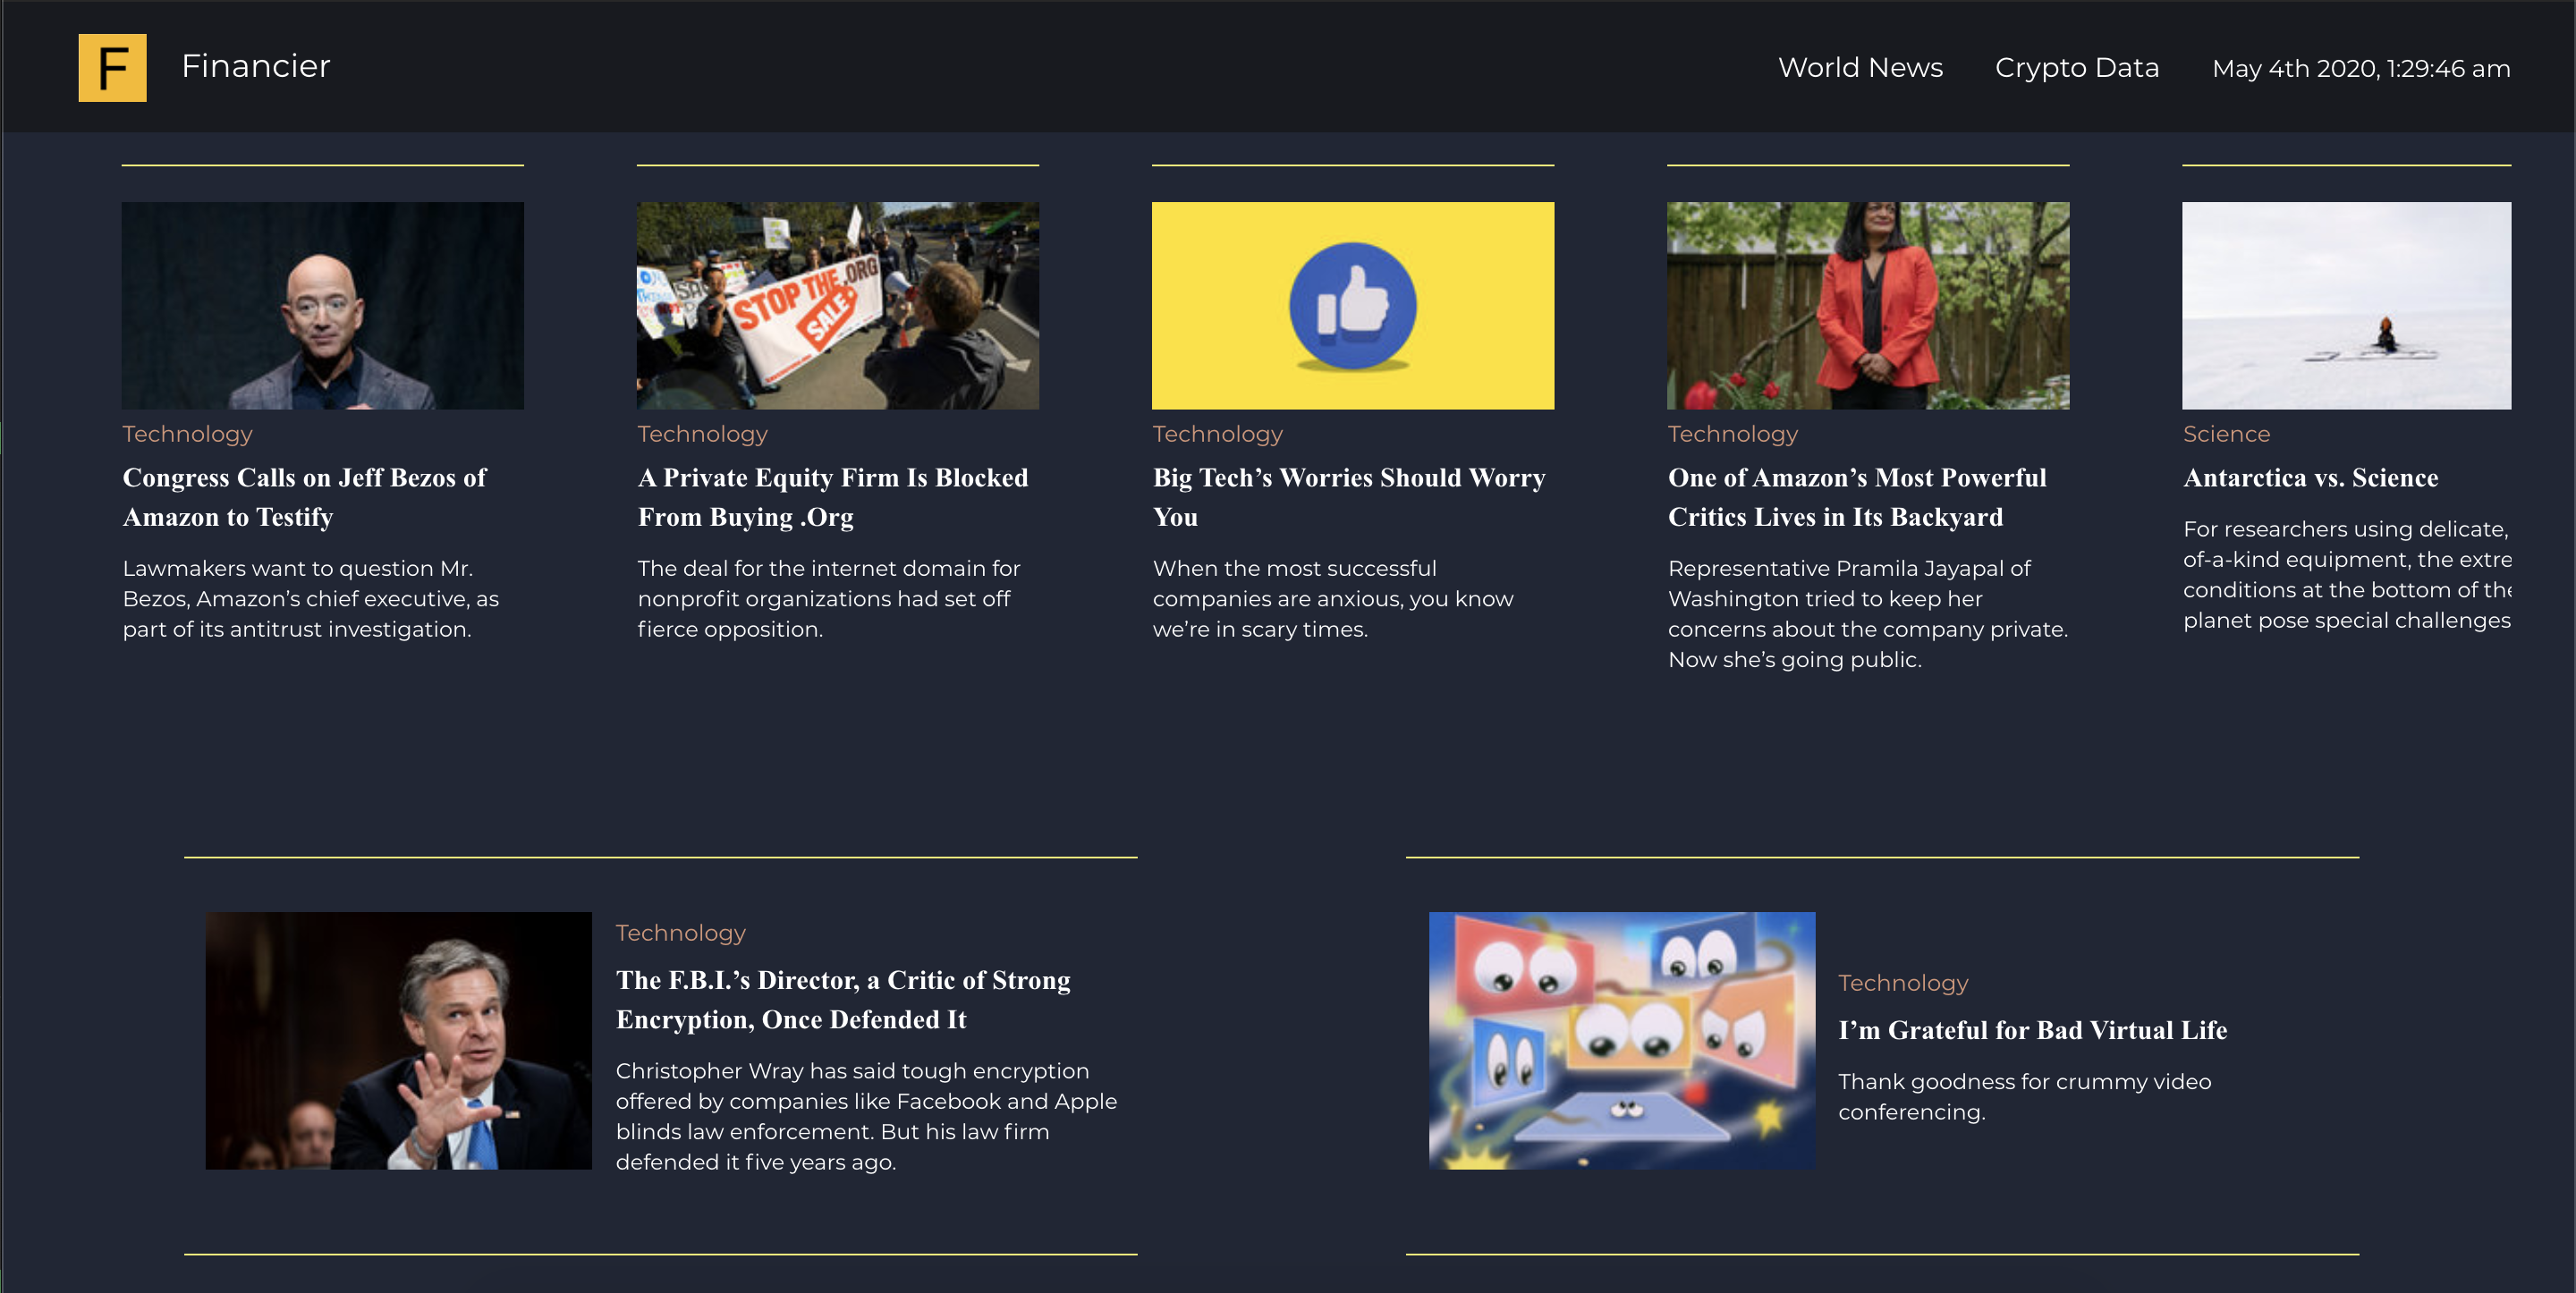 F
Financier
World News
Crypto Data
May 4th 2020, 1:29:46 am
STOP THE .ORG
SALE
Technology
Congress Calls on Jeff Bezos of
Amazon to Testify
Lawmakers want to question Mr.
Bezos, Amazon’s chief executive, as
part of its antitrust investigation.
Technology
A Private Equity Firm Is Blocked
From Buying .Org
The deal for the internet domain for
nonprofit organizations had set off
fierce opposition.
Technology
Big Tech’s Worries Should Worry
You
When the most successful
companies are anxious, you know
we’re in scary times.
Technology
One of Amazon’s Most Powerful
Critics Lives in Its Backyard
Representative Pramila Jayapal of
Washington tried to keep her
concerns about the company private.
Now she’s going public.
Science
Antarctica vs. Science
For researchers using delicate,
of-a-kind equipment, the extre
conditions at the bottom of the
planet pose special challenges
Technology
The F.B.I.’s Director, a Critic of Strong
Encryption, Once Defended It
Christopher Wray has said tough encryption
offered by companies like Facebook and Apple
blinds law enforcement. But his law firm
defended it five years ago.
Technology
I’m Grateful for Bad Virtual Life
Thank goodness for crummy video
conferencing.